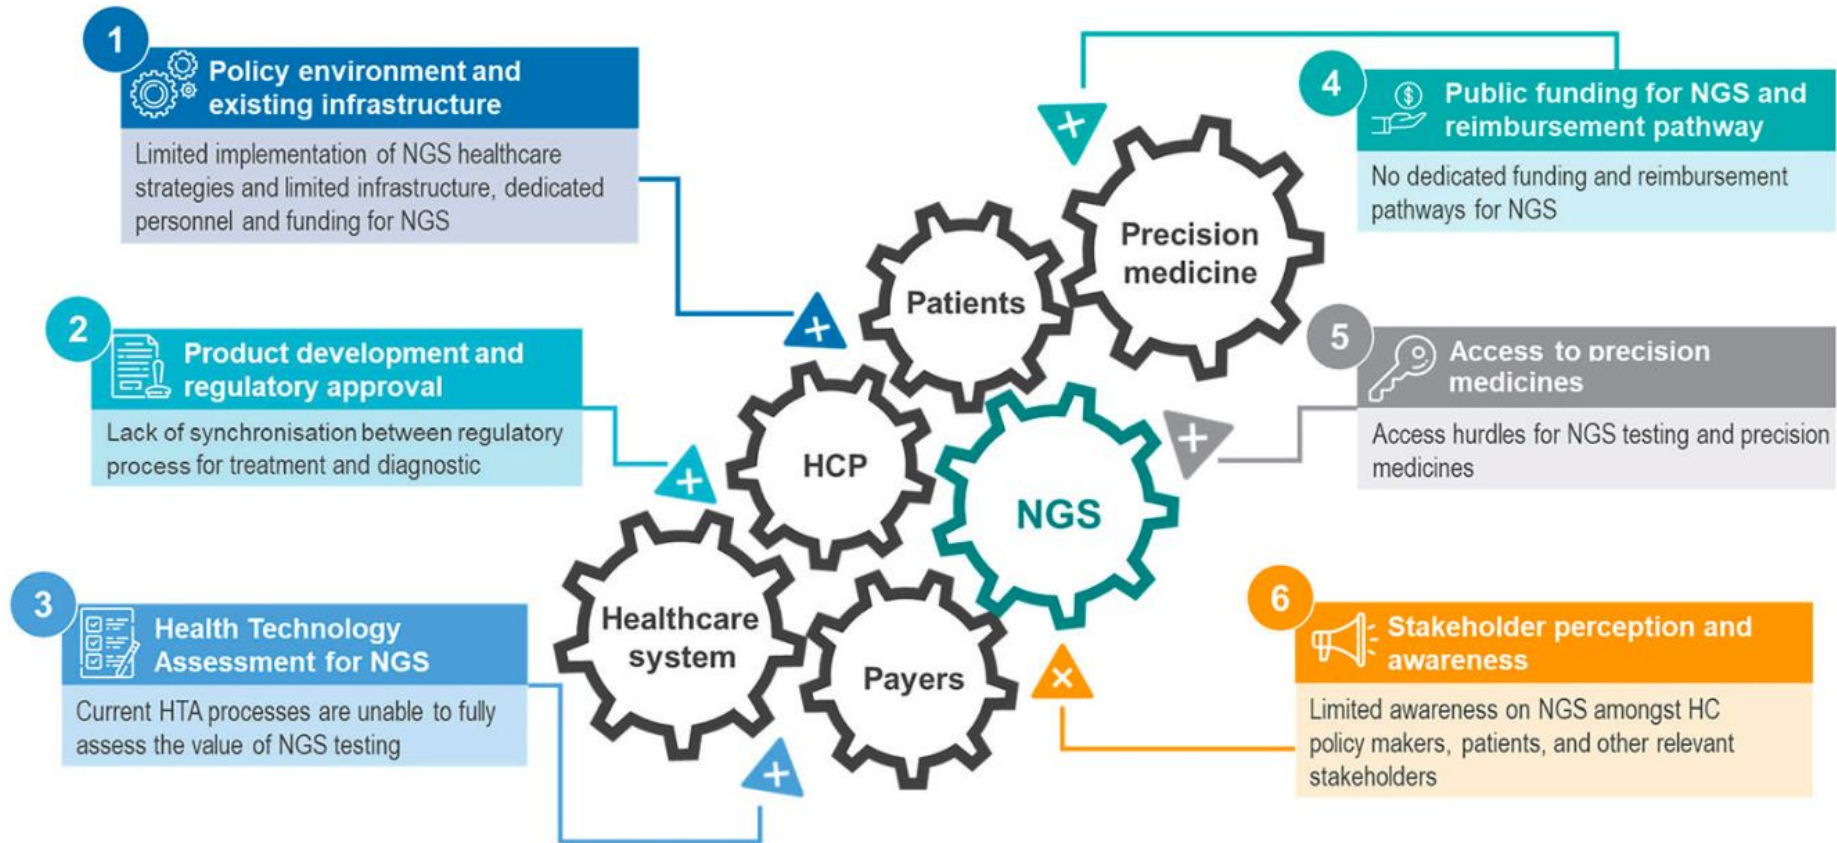 1
Policy environment and
existing infrastructure
Limited implementation of NGS healthcare
strategies and limited infrastructure, dedicated
personnel and funding for NGS
2
Product development and
regulatory approval
Lack of synchronisation between regulatory
process for treatment and diagnostic
3
Health Technology
Assessment for NGS
Current HTA processes are unable to fully
assess the value of NGS testing
Precision
medicine
Patients
HCP
NGS
Healthcare
system
Payers
4
Public funding for NGS and
reimbursement pathway
No dedicated funding and reimbursement
pathways for NGS
5
Access to precision
medicines
Access hurdles for NGS testing and precision
medicines
6
Stakeholder perception and
awareness
Limited awareness on NGS amongst HC
policy makers, patients, and other relevant
stakeholders